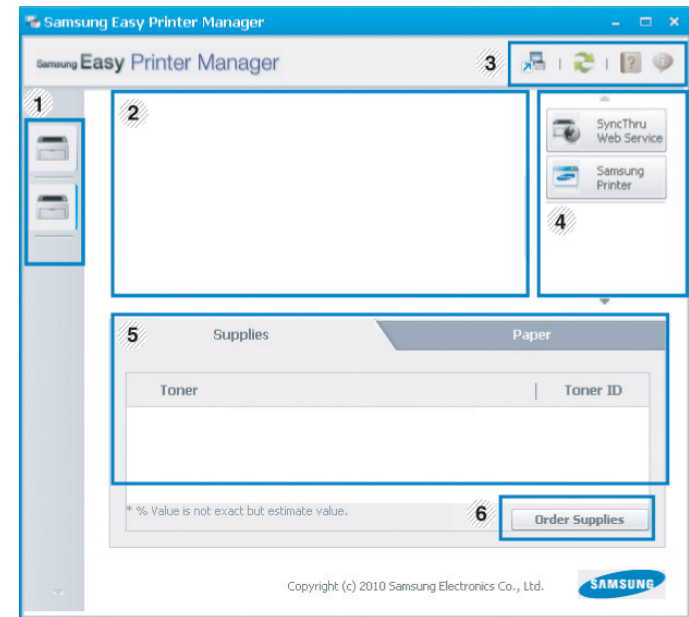 Samsung Easy Printer Manager
Samsung Easy Printer Manager
3
1
2
SyncThru
Web Service
Samsung
Printer
4
5
Supplies
Paper
Toner
Toner ID
* % Value is not exact but estimate value.
6
Order Supplies
Copyright (c) 2010 Samsung Electronics Co., Ltd.
SAMSUNG